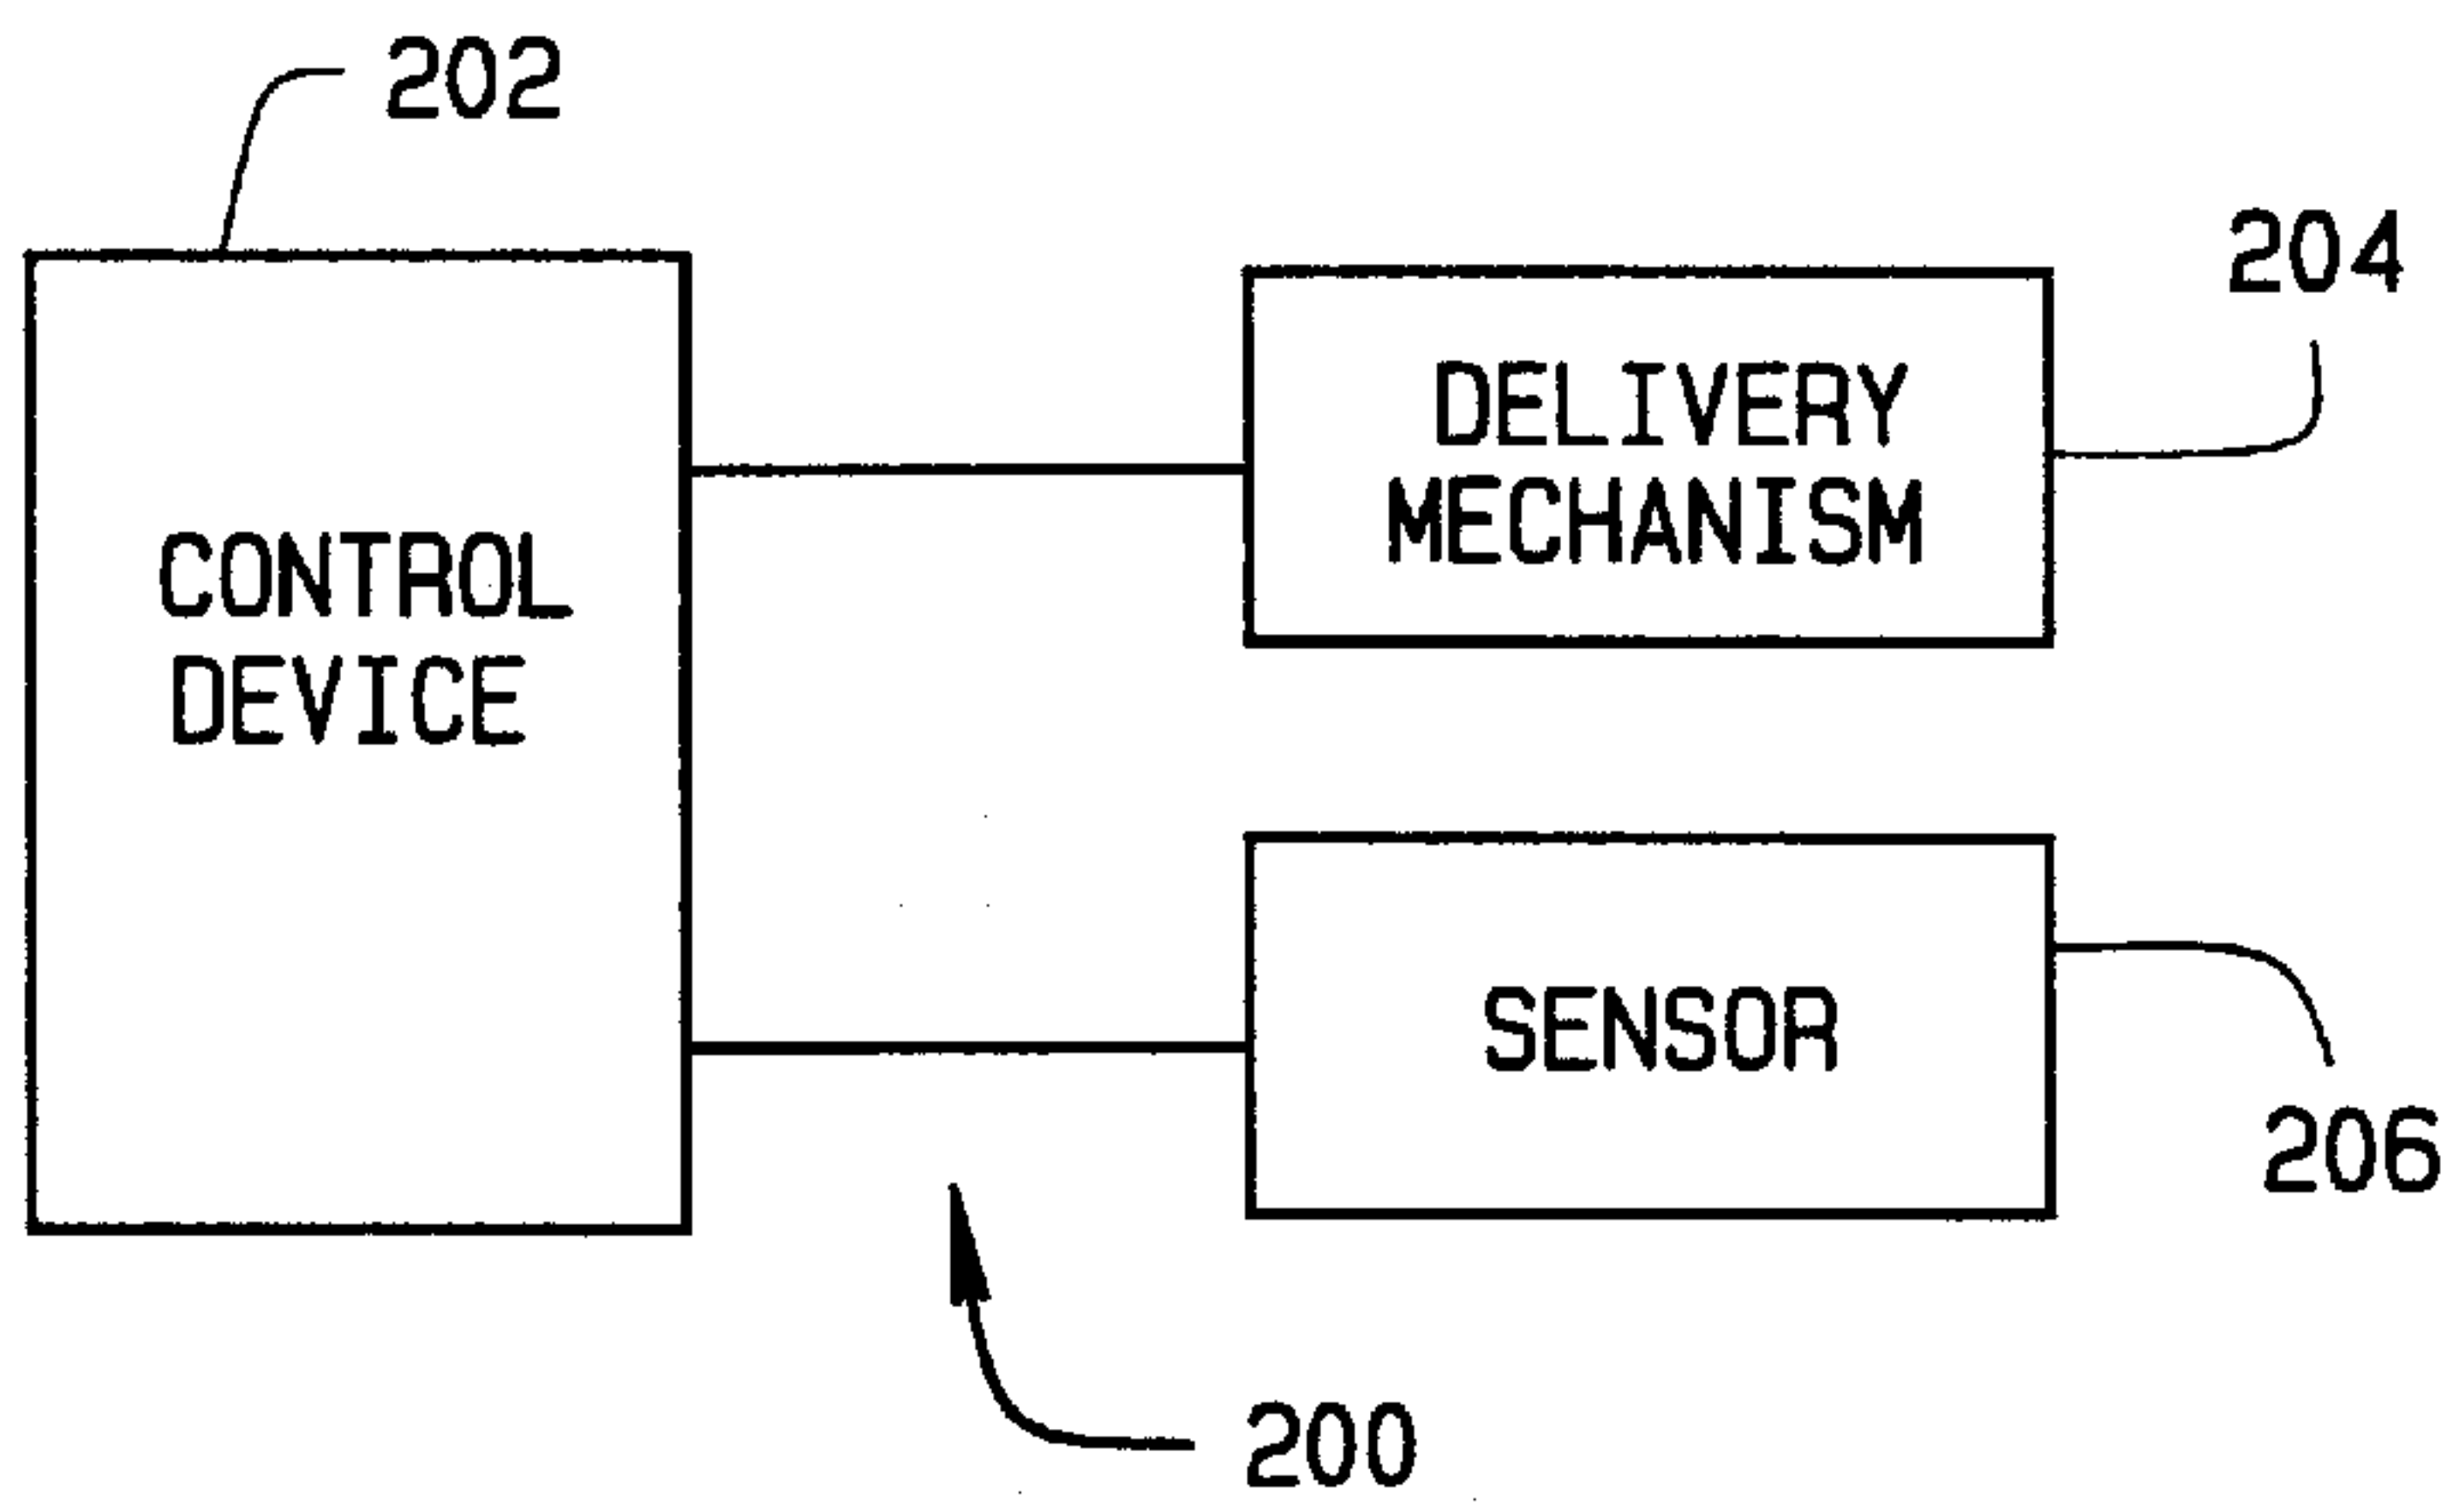 202
204
CONTROL
DEVICE
DELIVERY
MECHANISM
SENSOR
206
200